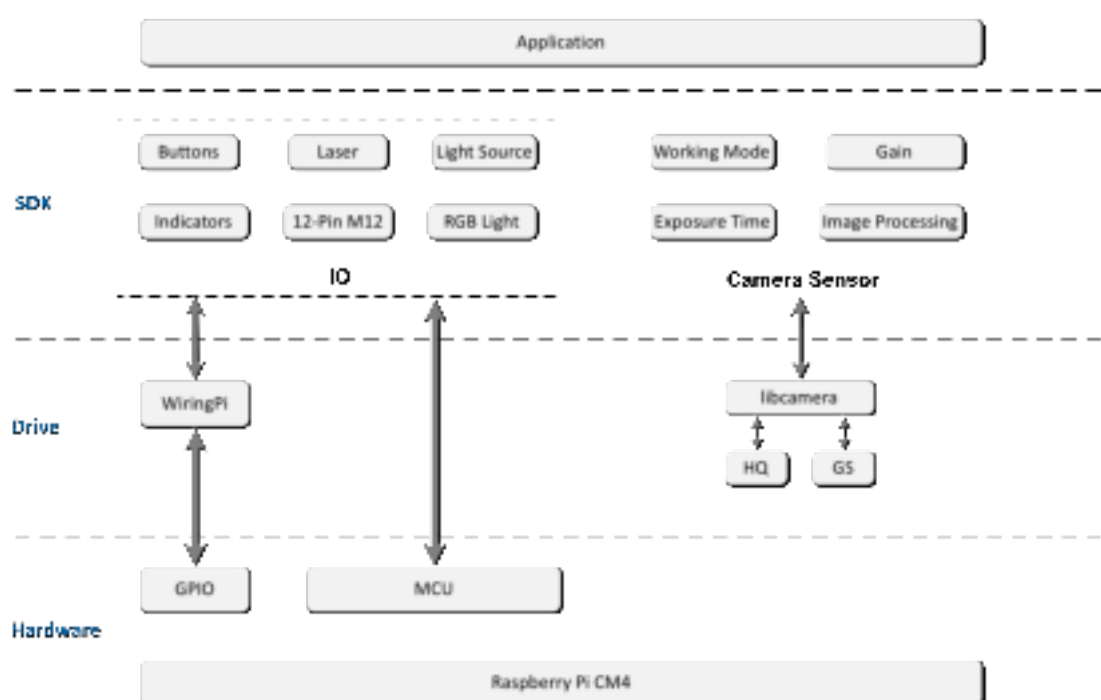 Application
Buttons
Laser
Light Source
Working Mode
Gain
SDK
Indicators
12-Pin M12
RGB Light
Exposure Time
Image Processing
IO
Camera Sensor
WiringPi
libcamera
Drive
HQ
GS
GPIO
MCU
Hardware
Raspberry Pi CM4